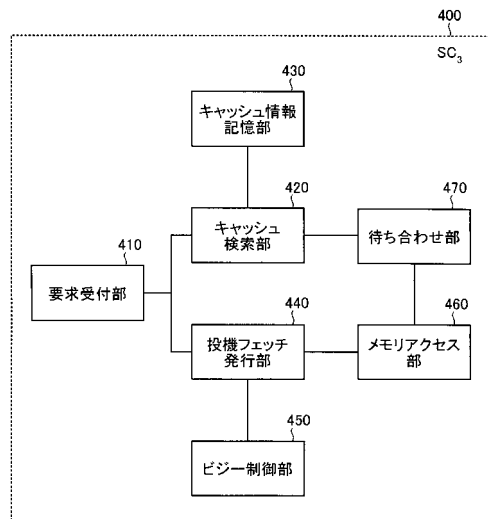 400
SC3
430
キャッシュ情報
記憶部
420
キャッシュ
検索部
470
待ち合わせ部
410
要求受付部
440
投機フェッチ
発行部
460
メモリアクセス
部
450
ビジー制御部